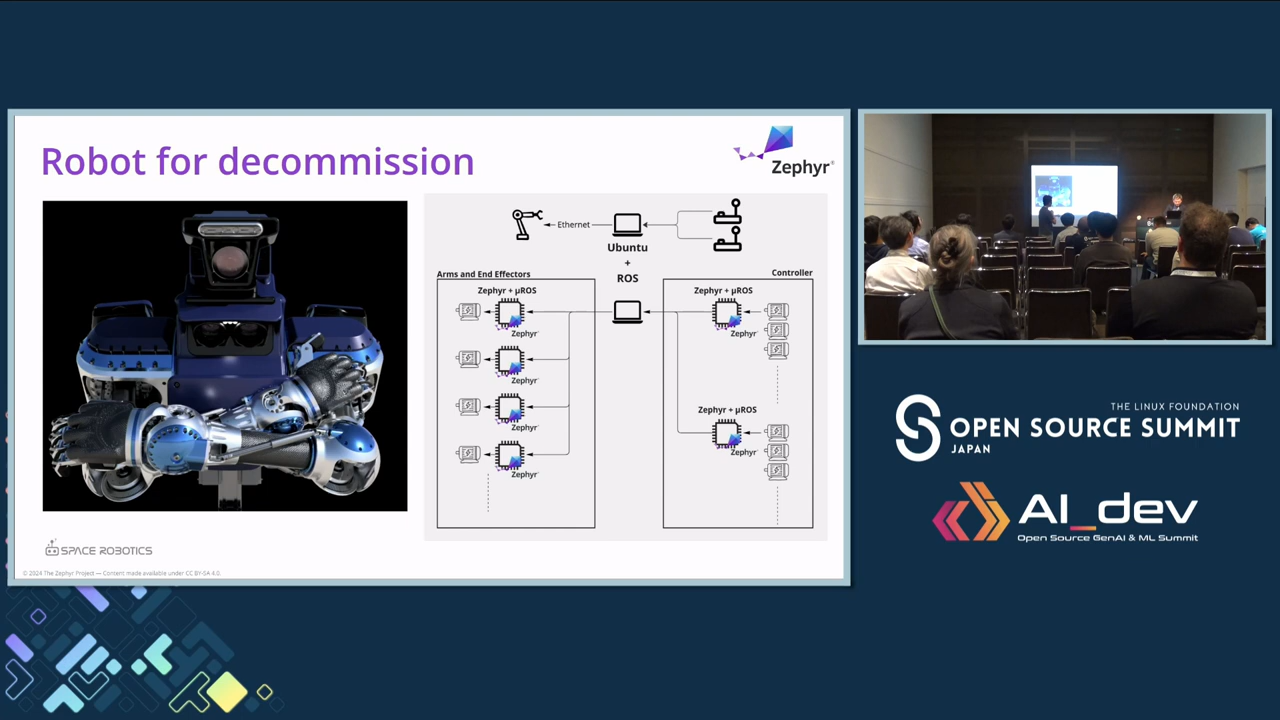 Robot for decommission
Zephyr®
Ethernet
Ubuntu
+
ROS
Arms and End Effectors
Controller
Zephyr + µROS
Zephyr
Zephyr
Zephyr
Zephyr
Zephyr + µROS
Zephyr
Zephyr + µROS
Zephyr
SPACE ROBOTICS
© 2024 The Zephyr Project — Content made available under CC BY-SA 4.0.
THE LINUX FOUNDATION
OPEN SOURCE SUMMIT
JAPAN
AI_dev
Open Source GenAI & ML Summit